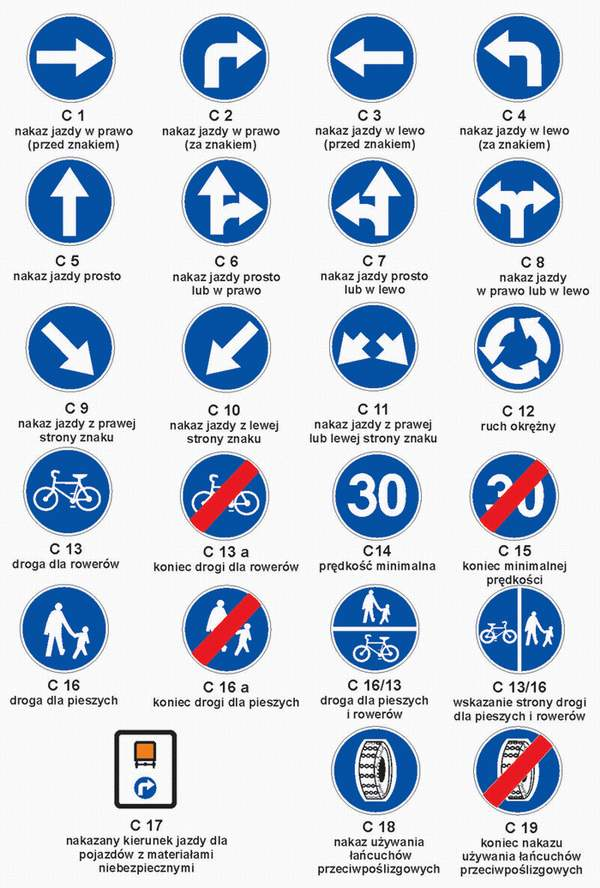 C 1
nakaz jazdy w prawo
(przed znakiem)
C 2
nakaz jazdy w prawo
(za znakiem)
C 3
nakaz jazdy w lewo
(przed znakiem)
C 4
nakaz jazdy w lewo
(za znakiem)
C 5
nakaz jazdy prosto
C 6
nakaz jazdy prosto
lub w prawo
C 7
nakaz jazdy prosto
lub w lewo
C 8
nakaz jazdy
w prawo lub w lewo
C 9
nakaz jazdy z prawej
strony znaku
C 10
nakaz jazdy z lewej
strony znaku
C 11
nakaz jazdy z prawej
lub lewej strony znaku
C 12
ruch okrężny
C 13
droga dla rowerów
C 13 a
koniec drogi dla rowerów
30
C14
prędkość minimalna
30
C 15
koniec minimalnej
prędkości
C 16
droga dla pieszych
C 16 a
koniec drogi dla pieszych
C 16/13
droga dla pieszych
i rowerów
C 13/16
wskazanie strony drogi
dla pieszych i rowerów
C 17
nakazany kierunek jazdy dla
pojazdów z materiałami
niebezpiecznymi
C 18
nakaz używania
łańcuchów
przeciwpoślizgowych
C 19
koniec nakazu
używania łańcuchów
przeciwpoślizgowych